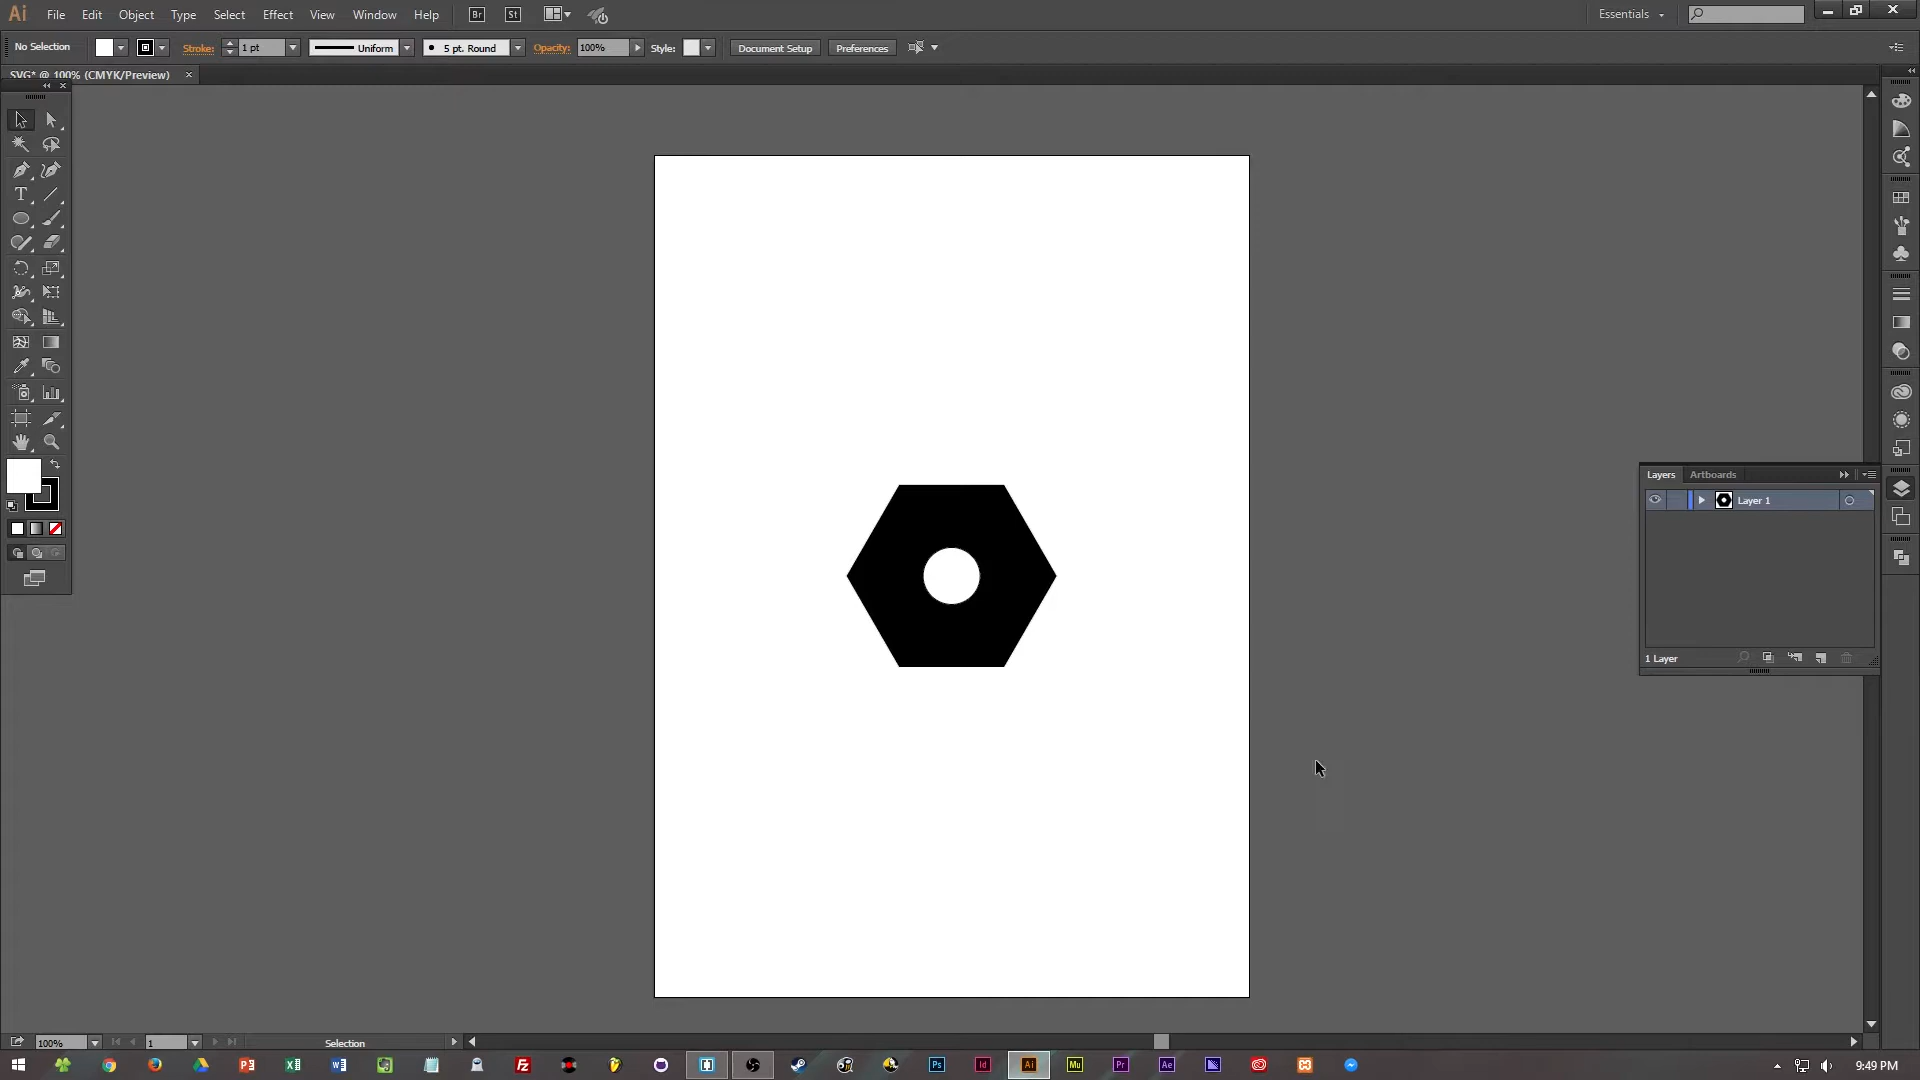 Ai File Edit Object Type Select Effect View Window Help Br St Essentials
No Selection Stroke: 1 pt Uniform 5 pt. Round Opacity: 100% Style: Document Setup Preferences
SVG* @ 100% (CMYK/Preview)
T
Layers Artboards
Layer 1
1 Layer
100% 1 Selection
Fz Ps Id Ai Mu Pr Ae 9:49 PM